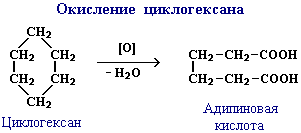 Окисление циклогексана
CH₂
CH₂ CH₂ [O] CH₂–CH₂–COOH
CH₂ CH₂ –H₂O CH₂–CH₂–COOH
CH₂
Циклогексан
Адипиновая
кислота